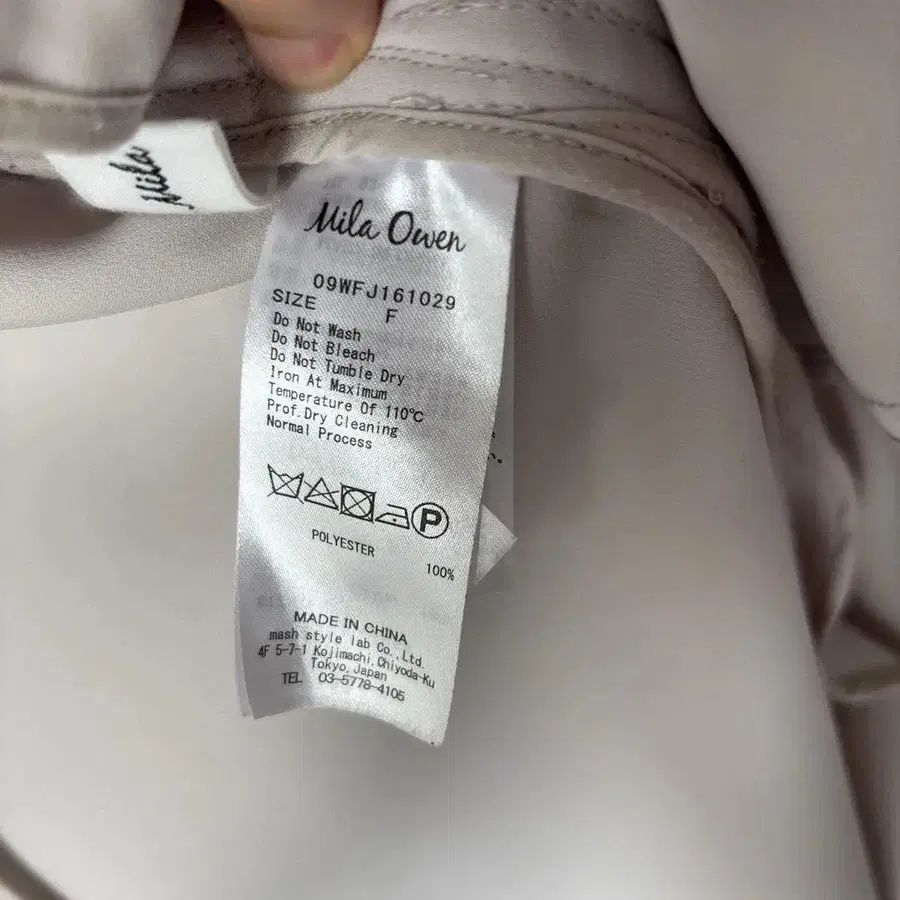 Mila
Mila Owen
09WFJ161029
SIZE F
Do Not Wash
Do Not Bleach
Do Not Tumble Dry
Iron At Maximum
Temperature Of 110℃
Prof.Dry Cleaning
Normal Process
P
POLYESTER
100%
MADE IN CHINA
mash style lab Co.,Ltd.
4F 5-7-1 Kojimachi,Chiyoda-Ku
Tokyo,Japan
TEL 03-5778-4105